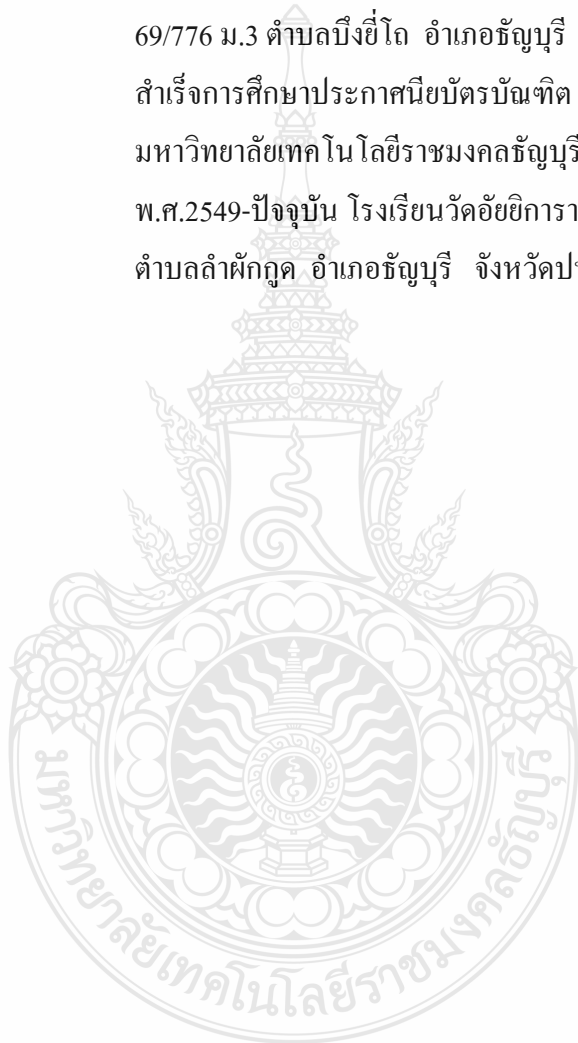 69/776 ม.3 ตำบลบึงยี่โถ อำเภอธัญบุรี
สำเร็จการศึกษาประกาศนียบัตรบัณฑิต
มหาวิทยาลัยเทคโนโลยีราชมงคลธัญบุรี
พ.ศ.2549-ปัจจุบัน โรงเรียนวัดอัยยิการา
ตำบลลำผักกูด อำเภอธัญบุรี จังหวัดป
มหาวิทยาลัยเทคโนโลยีราชมงคลธัญบุรี